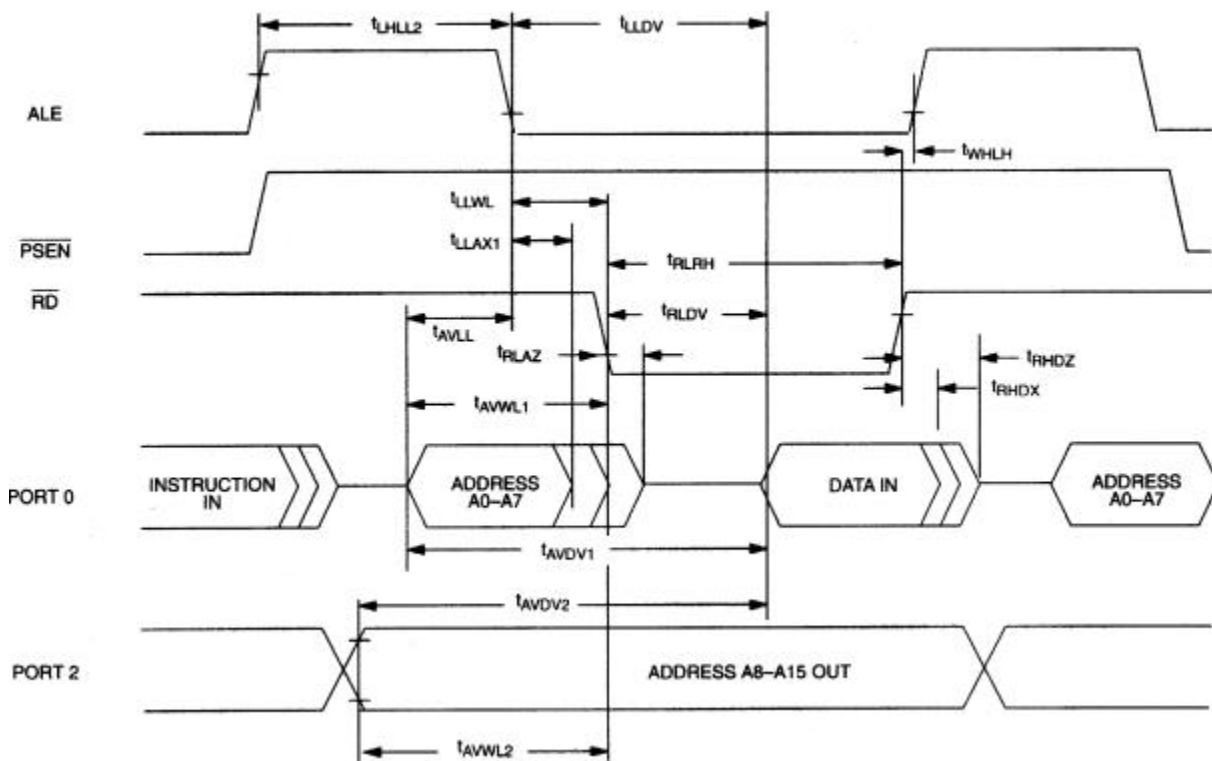 tLHLL2
tLLDV
ALE
tWHLH
tLLWL
PSEN
tLLAX1
tRLRH
RD
tAVLL
tRLDV
tRLAZ
tRHDZ
tRHDX
tAVWL1
PORT 0
INSTRUCTION
IN
ADDRESS
A0–A7
DATA IN
ADDRESS
A0–A7
tAVDV1
tAVDV2
PORT 2
ADDRESS A8–A15 OUT
tAVWL2